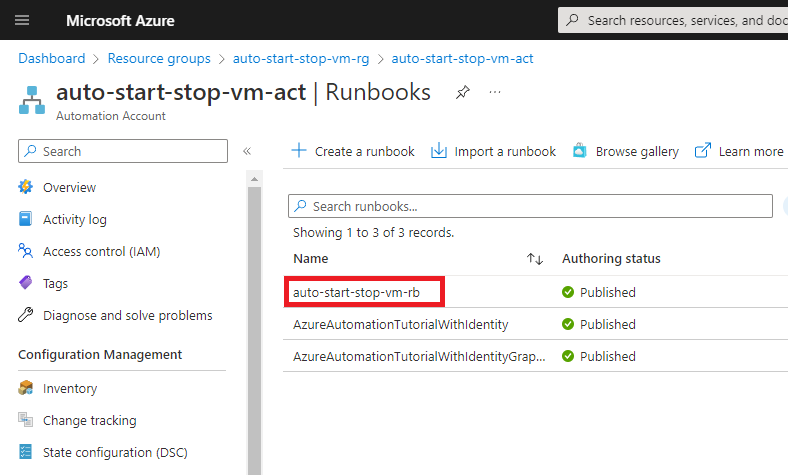 Microsoft Azure
Search resources, services, and doc
Dashboard > Resource groups > auto-start-stop-vm-rg > auto-start-stop-vm-act
auto-start-stop-vm-act | Runbooks
Automation Account
Search
Create a runbook
Import a runbook
Browse gallery
Learn more
Overview
Activity log
Access control (IAM)
Tags
Diagnose and solve problems
Configuration Management
Inventory
Change tracking
State configuration (DSC)
Search runbooks...
Showing 1 to 3 of 3 records.
Name Authoring status
auto-start-stop-vm-rb Published
AzureAutomationTutorialWithIdentity Published
AzureAutomationTutorialWithIdentityGrap... Published